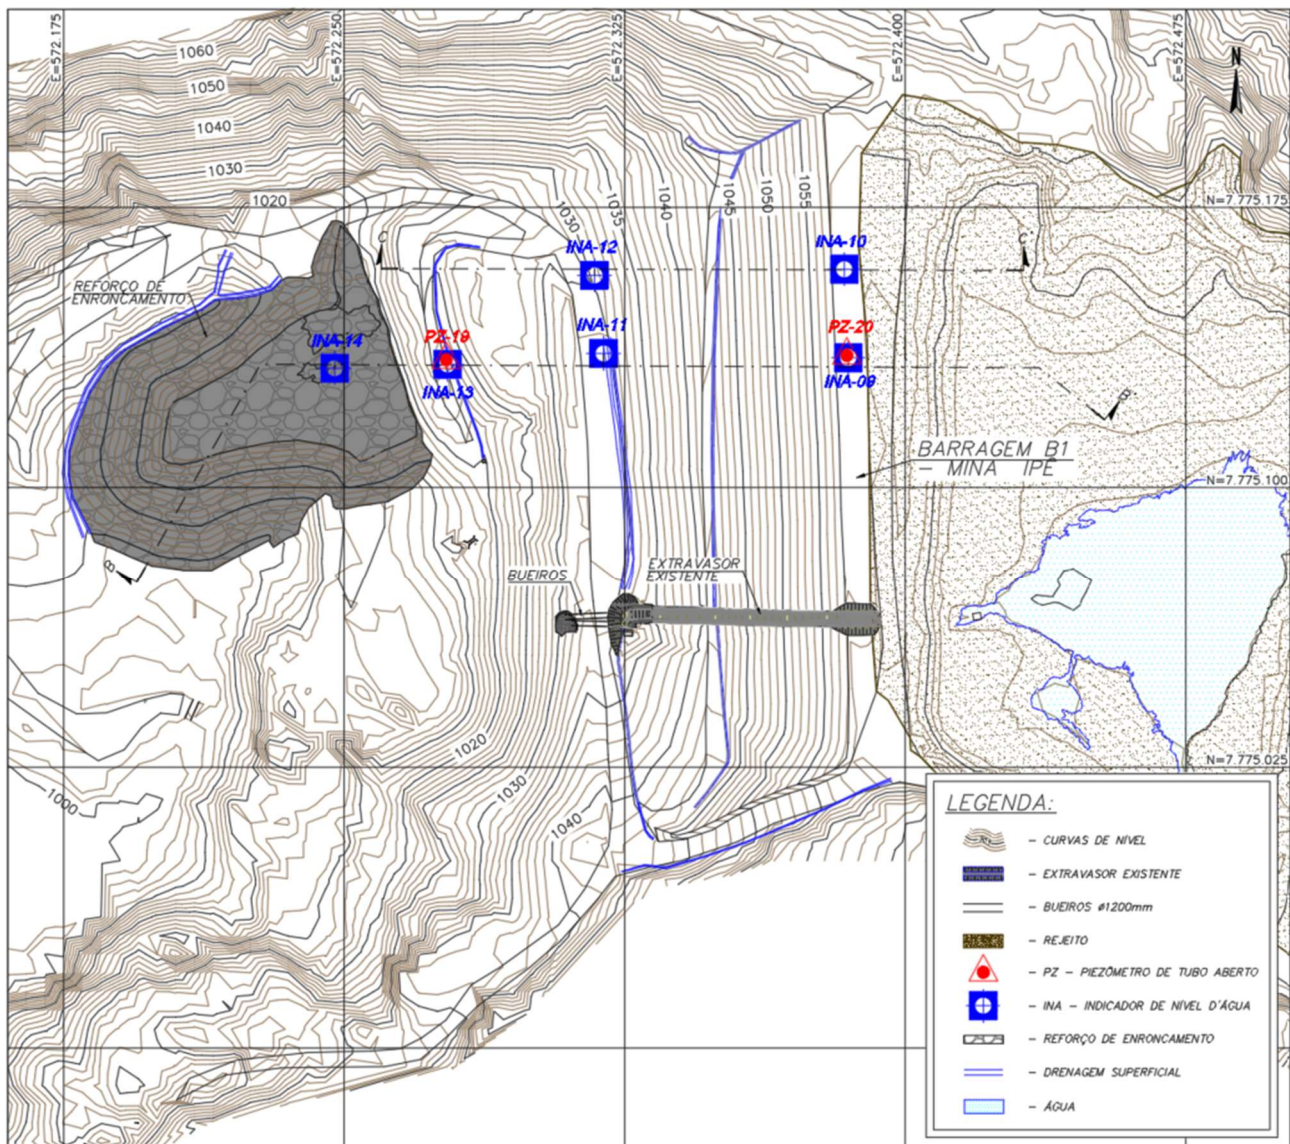 E=572.175
E=572.250
E=572.325
E=572.400
E=572.475
N
1060
1050
1040
1030
1020
1030
1035
1040
1045
1050
1055
N=7.775.175
C
C'
INA-12
INA-10
REFORÇO DE
ENROCAMENTO
INA-14
PZ-19
INA-11
PZ-20
INA-13
INA-09
B'
BARRAGEM B1
- MINA IPÊ
N=7.775.100
B
BUEIROS
EXTRAVASOR
EXISTENTE
1020
N=7.775.025
1000
1030
1040
LEGENDA:
- CURVAS DE NIVEL
- EXTRAVASOR EXISTENTE
- BUEIROS ø1200mm
- REJEITO
- PZ - PIEZÔMETRO DE TUBO ABERTO
- INA - INDICADOR DE NIVEL D'ÁGUA
- REFORÇO DE ENRONCAMENTO
- DRENAGEM SUPERFICIAL
- ÁGUA